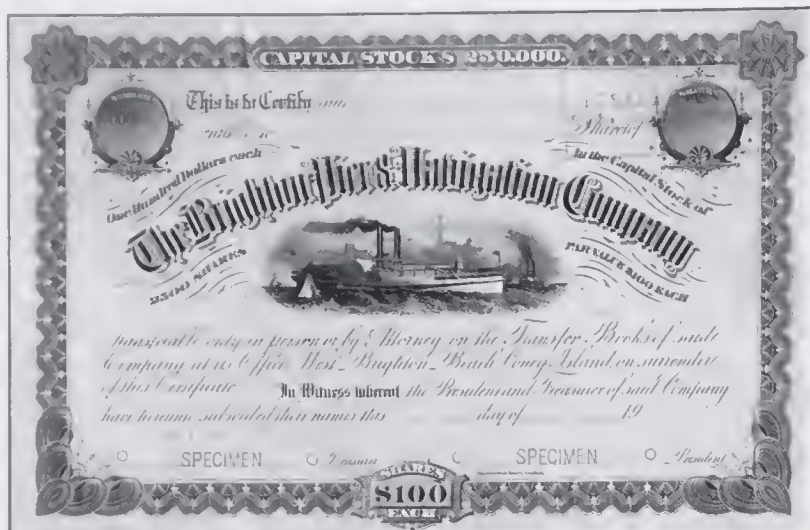 CAPITAL STOCK $ 250.000.
This is to Certify that
Shares of
One Hundred Dollars each
In the Capital Stock of
The Brighton Pier & Navigation Company
2500 SHARES
PAR VALUE $100 EACH
transferable only in person or by Attorney on the Transfer Books of said
Company at its Office West Brighton Beach Coney Island on surrender
of this Certificate In Witness whereof the President and Treasurer of said Company
have hereunto subscribed their names this day of 19
SPECIMEN Treasurer SPECIMEN President
SHARES
$100
EACH